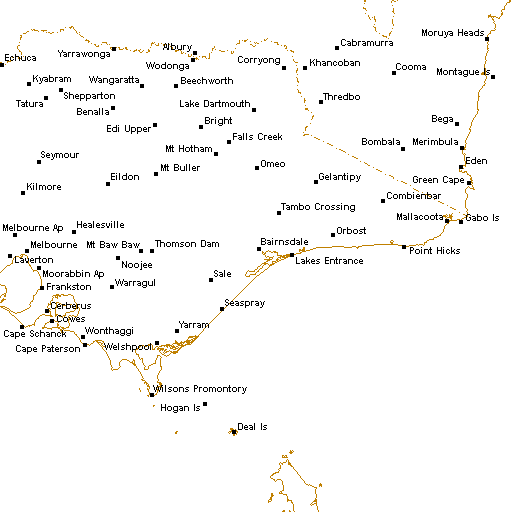 Moruya Heads
Albury
Cabramurra
Yarrawonga
Echuca
Wodonga
Corryong
Khancoban
Cooma
Montague Is
Kyabram
Wangaratta
Beechworth
Shepparton
Tatura
Lake Dartmouth
Thredbo
Benalla
Bright
Bega
Edi Upper
Falls Creek
Mt Hotham
Bombala
Merimbula
Seymour
Mt Buller
Omeo
Eden
Eildon
Gelantipy
Green Cape
Kilmore
Combienbar
Tambo Crossing
Mallacoota
Gabo Is
Melbourne Ap
Healesville
Orbost
Melbourne
Mt Baw Baw
Thomson Dam
Bairnsdale
Point Hicks
Laverton
Noojee
Lakes Entrance
Moorabbin Ap
Sale
Frankston
Warragul
Cerberus
Seaspray
Cowes
Cape Schanck
Wonthaggi
Yarram
Cape Paterson
Welshpool
Wilsons Promontory
Hogan Is
Deal Is